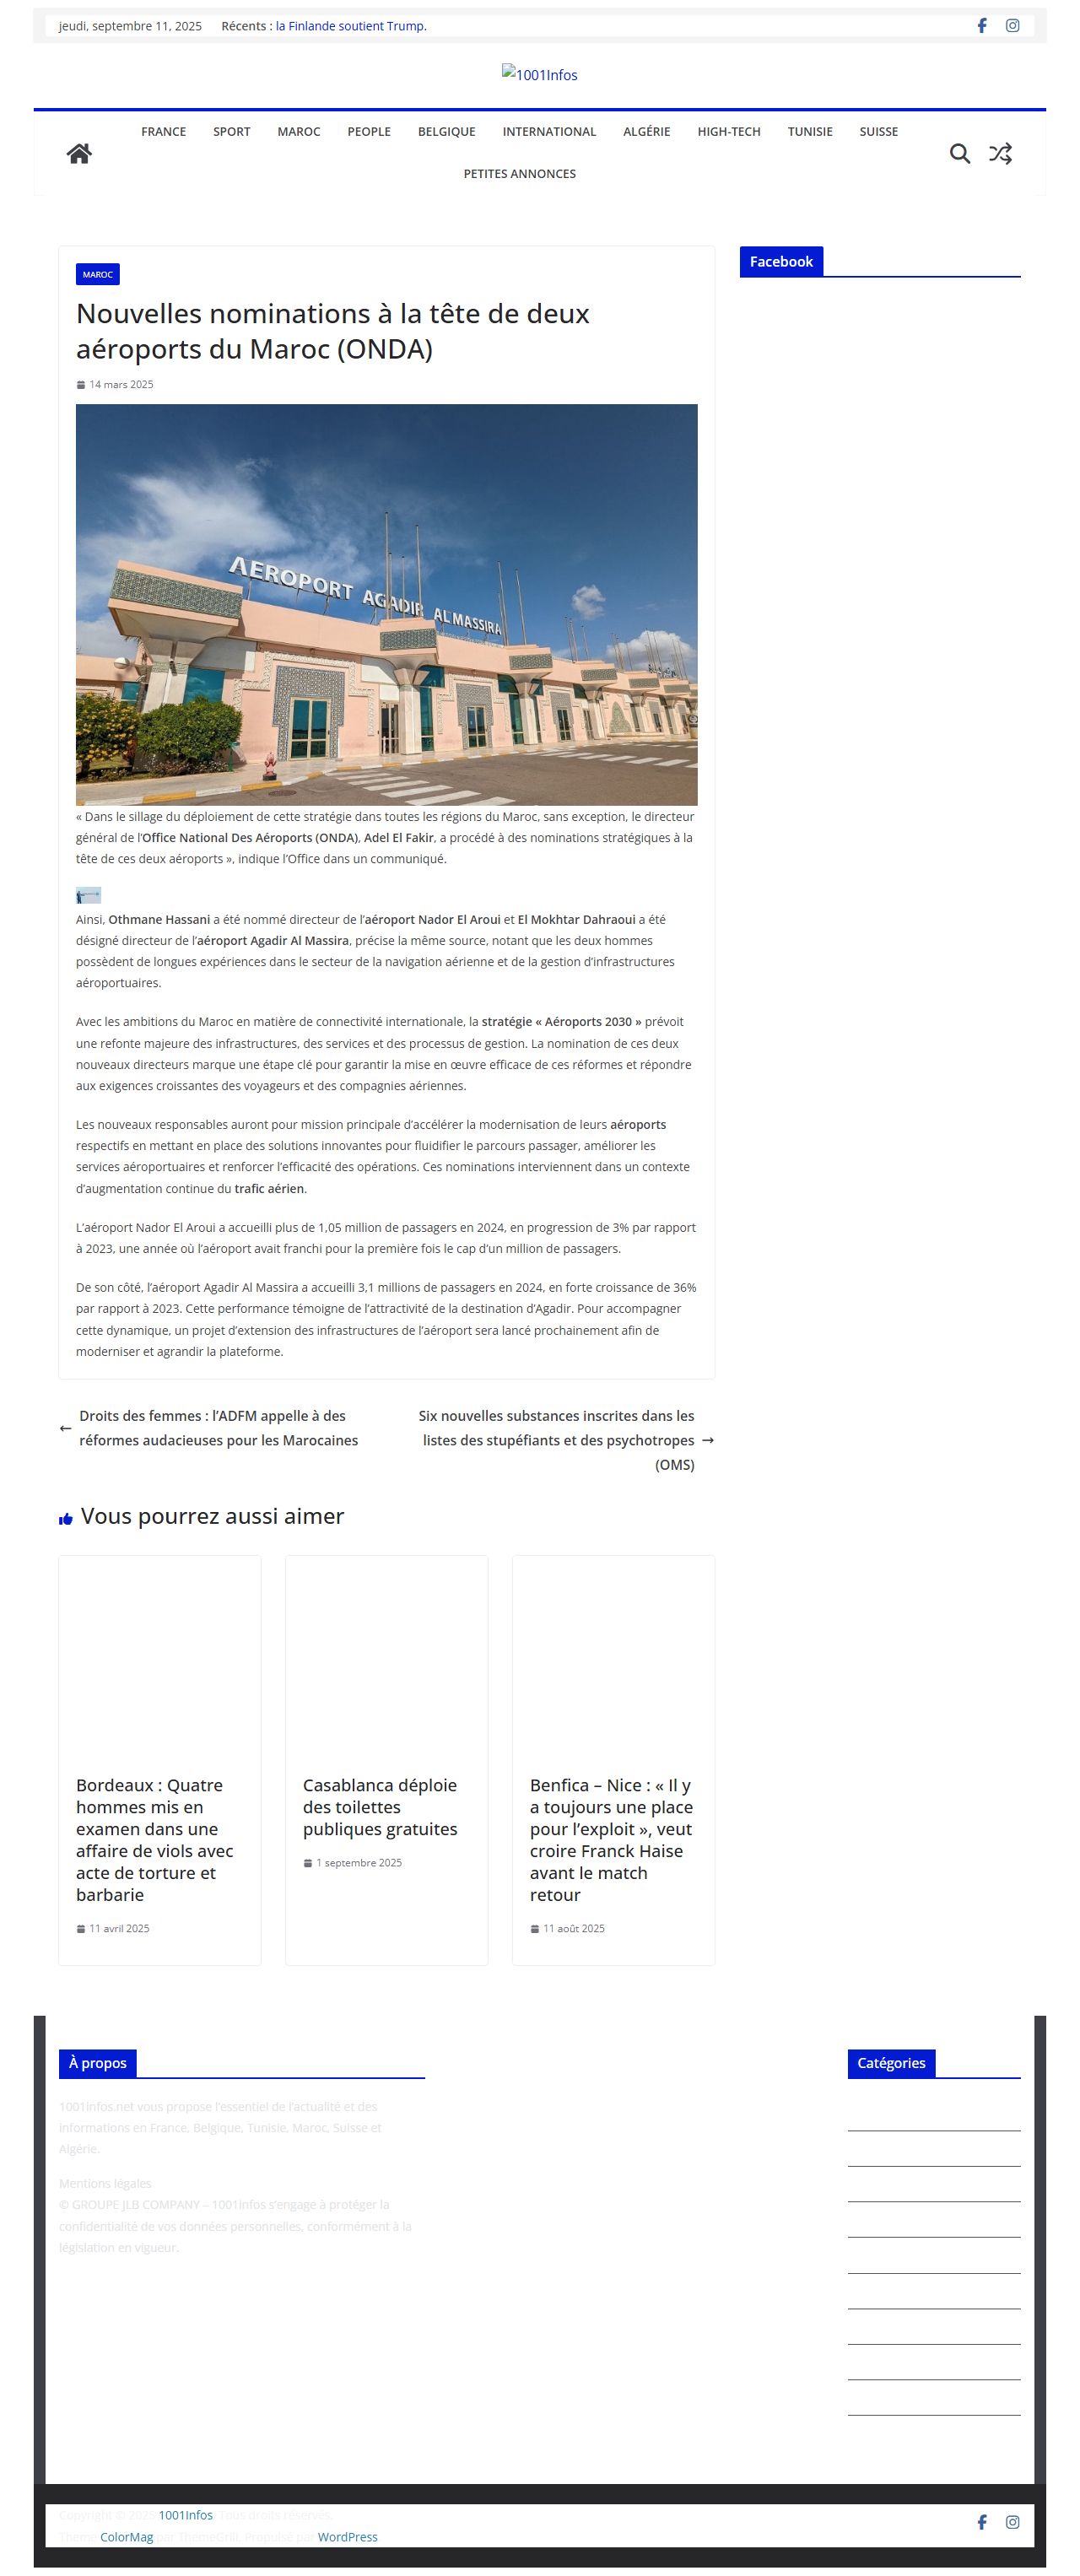 jeudi, septembre 11, 2025 Récents : la Finlande soutient Trump.
1001Infos
FRANCE SPORT MAROC PEOPLE BELGIQUE INTERNATIONAL ALGÉRIE HIGH-TECH TUNISIE SUISSE
PETITES ANNONCES
MAROC
Facebook
Nouvelles nominations à la tête de deux
aéroports du Maroc (ONDA)
14 mars 2025
AEROPORT AGADIR AL MASSIRA
« Dans le sillage du déploiement de cette stratégie dans toutes les régions du Maroc, sans exception, le directeur
général de l’Office National Des Aéroports (ONDA), Adel El Fakir, a procédé à des nominations stratégiques à la
tête de ces deux aéroports », indique l’Office dans un communiqué.
Ainsi, Othmane Hassani a été nommé directeur de l’aéroport Nador El Aroui et El Mokhtar Dahraoui a été
désigné directeur de l’aéroport Agadir Al Massira, précise la même source, notant que les deux hommes
possèdent de longues expériences dans le secteur de la navigation aérienne et de la gestion d’infrastructures
aéroportuaires.
Avec les ambitions du Maroc en matière de connectivité internationale, la stratégie « Aéroports 2030 » prévoit
une refonte majeure des infrastructures, des services et des processus de gestion. La nomination de ces deux
nouveaux directeurs marque une étape clé pour garantir la mise en œuvre efficace de ces réformes et répondre
aux exigences croissantes des voyageurs et des compagnies aériennes.
Les nouveaux responsables auront pour mission principale d’accélérer la modernisation de leurs aéroports
respectifs en mettant en place des solutions innovantes pour fluidifier le parcours passager, améliorer les
services aéroportuaires et renforcer l’efficacité des opérations. Ces nominations interviennent dans un contexte
d’augmentation continue du trafic aérien.
L’aéroport Nador El Aroui a accueilli plus de 1,05 million de passagers en 2024, en progression de 3% par rapport
à 2023, une année où l’aéroport avait franchi pour la première fois le cap d’un million de passagers.
De son côté, l’aéroport Agadir Al Massira a accueilli 3,1 millions de passagers en 2024, en forte croissance de 36%
par rapport à 2023. Cette performance témoigne de l’attractivité de la destination d’Agadir. Pour accompagner
cette dynamique, un projet d’extension des infrastructures de l’aéroport sera lancé prochainement afin de
moderniser et agrandir la plateforme.
← Droits des femmes : l’ADFM appelle à des
réformes audacieuses pour les Marocaines
Six nouvelles substances inscrites dans les
listes des stupéfiants et des psychotropes →
(OMS)
Vous pourrez aussi aimer
Bordeaux : Quatre
hommes mis en
examen dans une
affaire de viols avec
acte de torture et
barbarie
11 avril 2025
Casablanca déploie
des toilettes
publiques gratuites
1 septembre 2025
Benfica – Nice : « Il y
a toujours une place
pour l’exploit », veut
croire Franck Haise
avant le match
retour
11 août 2025
À propos
1001infos.net vous propose l’essentiel de l’actualité et des
informations en France, Belgique, Tunisie, Maroc, Suisse et
Algérie.
Mentions légales
© GROUPE JLB COMPANY – 1001infos s’engage à protéger la
confidentialité de vos données personnelles, conformément à la
législation en vigueur.
Catégories
Copyright © 2025 1001Infos. Tous droits réservés.
Theme ColorMag par ThemeGrill. Propulsé par WordPress